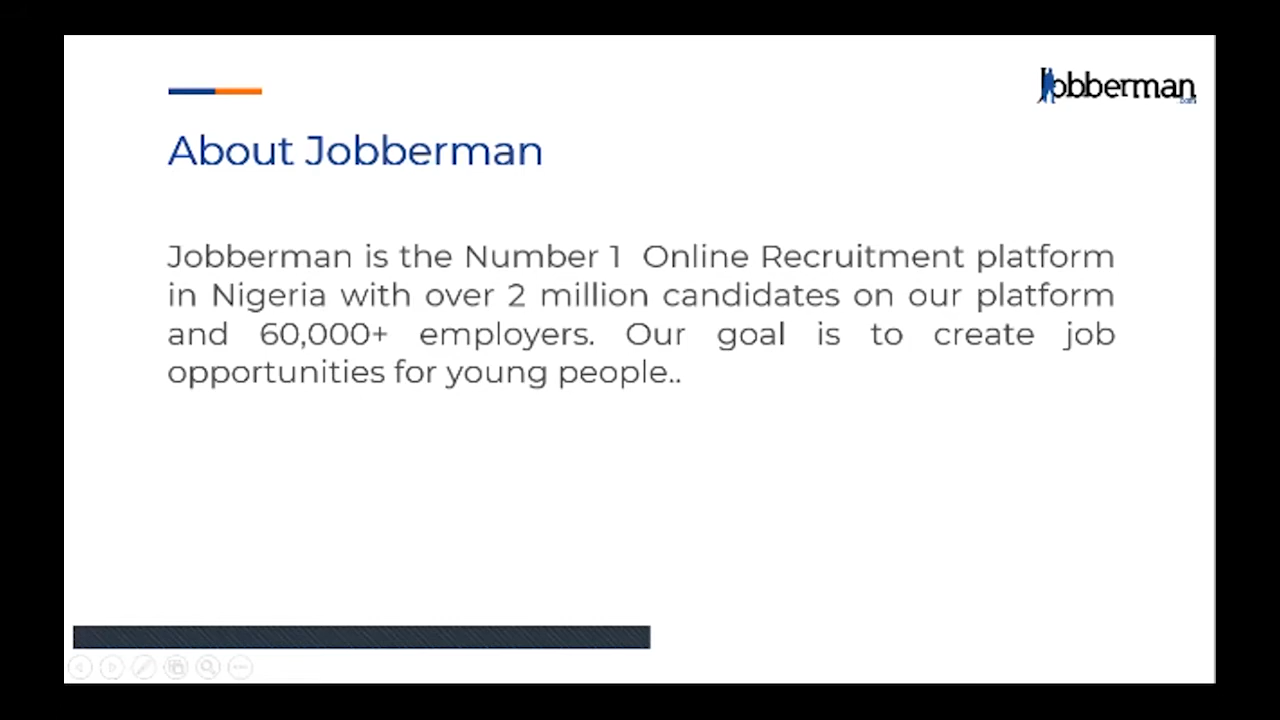 Jobberman
.com
About Jobberman
Jobberman is the Number 1 Online Recruitment platform
in Nigeria with over 2 million candidates on our platform
and 60,000+ employers. Our goal is to create job
opportunities for young people..